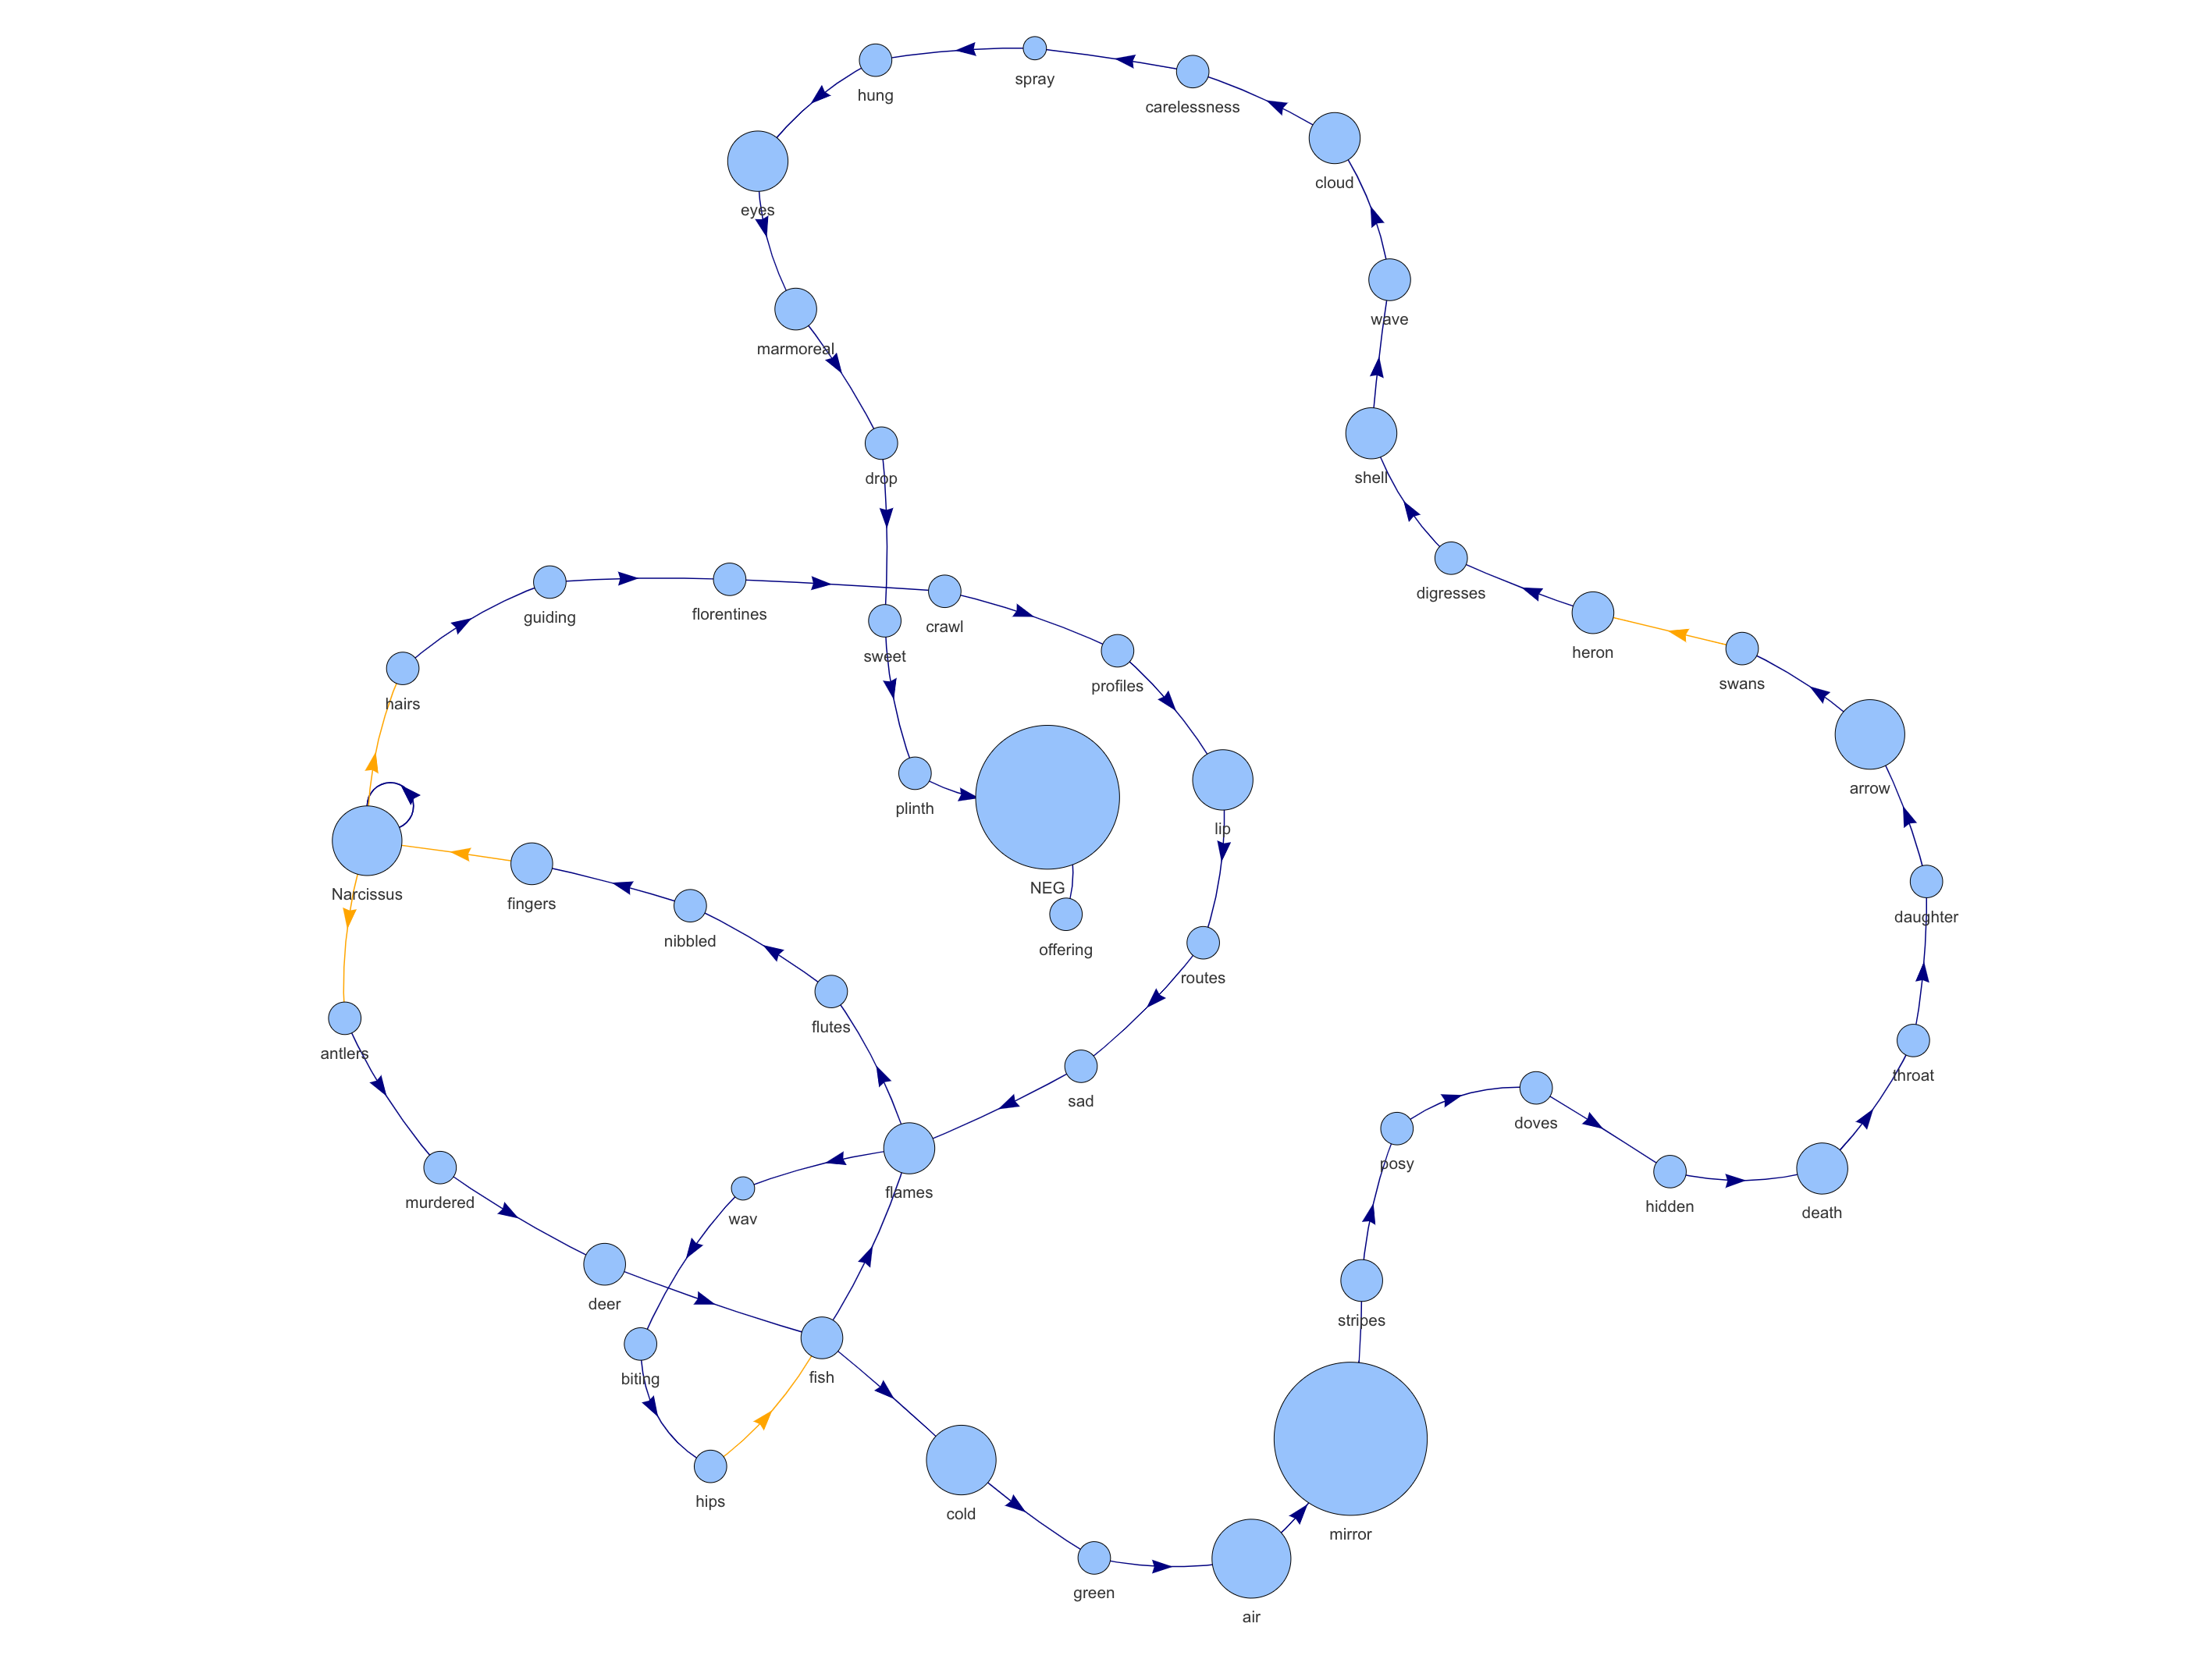 spray
hung
carelessness
cloud
eyes
wave
marmoreal
shell
drop
digresses
florentines
guiding
crawl
heron
sweet
swans
profiles
hairs
arrow
plinth
lip
NEG
Narcissus
fingers
daughter
nibbled
offering
routes
flutes
antlers
throat
sad
doves
posy
flames
murdered
hidden
death
wav
deer
stripes
fish
biting
hips
cold
mirror
green
air